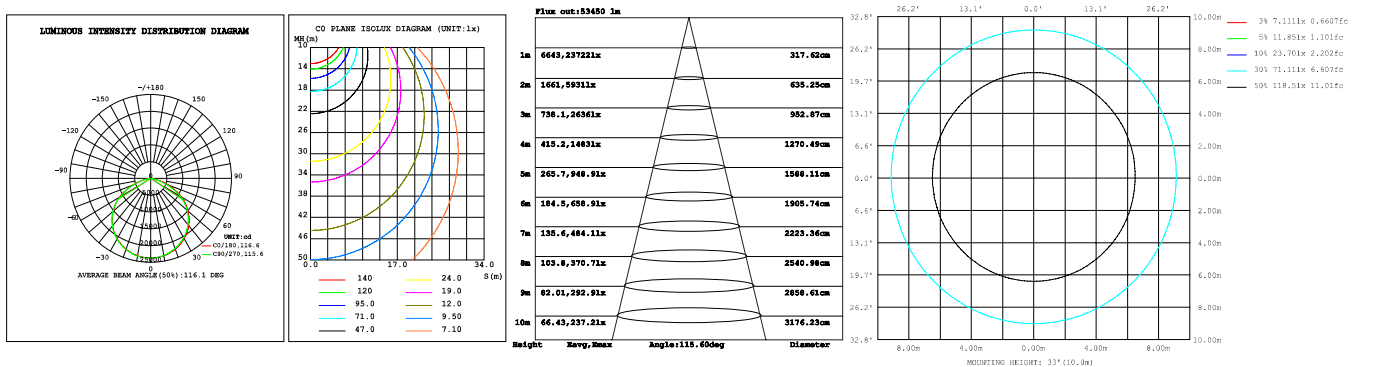 LUMINOUS INTENSITY DISTRIBUTION DIAGRAM
-/+180
-150
150
-120
120
-90
90
-60
60
-30
30
0
0
5000
10000
15000
20000
25000
UNIT:cd
C0/180,116.6
C90/270,115.6
AVERAGE BEAM ANGLE(50%):116.1 DEG
C0 PLANE ISOLUX DIAGRAM (UNIT:lx)
MH(m)
10
14
18
22
26
30
34
38
42
46
50
0.0
17.0
34.0
S(m)
140
24.0
120
19.0
95.0
12.0
71.0
9.50
47.0
7.10
Flux out:53450 lm
1m 6643,23722lx 317.62cm
2m 1661,5931lx 635.25cm
3m 738.1,2636lx 952.87cm
4m 415.2,1483lx 1270.49cm
5m 265.7,948.9lx 1588.11cm
6m 184.5,658.9lx 1905.74cm
7m 135.6,484.1lx 2223.36cm
8m 103.8,370.7lx 2540.98cm
9m 82.01,292.9lx 2858.61cm
10m 66.43,237.2lx 3176.23cm
Height Eavg,Emax Angle:115.60deg Diameter
26.2' 13.1' 0.0' 13.1' 26.2'
32.8' 10.00m
26.2' 8.00m
19.7' 6.00m
13.1' 4.00m
6.6' 2.00m
0.0' 0.00m
6.6' 2.00m
13.1' 4.00m
19.7' 6.00m
26.2' 8.00m
32.8' 10.00m
8.00m 4.00m 0.00m 4.00m 8.00m
MOUNTING HEIGHT: 33'(10.0m)
3% 7.111lx 0.6607fc
5% 11.85lx 1.101fc
10% 23.70lx 2.202fc
30% 71.11lx 6.607fc
50% 118.5lx 11.01fc